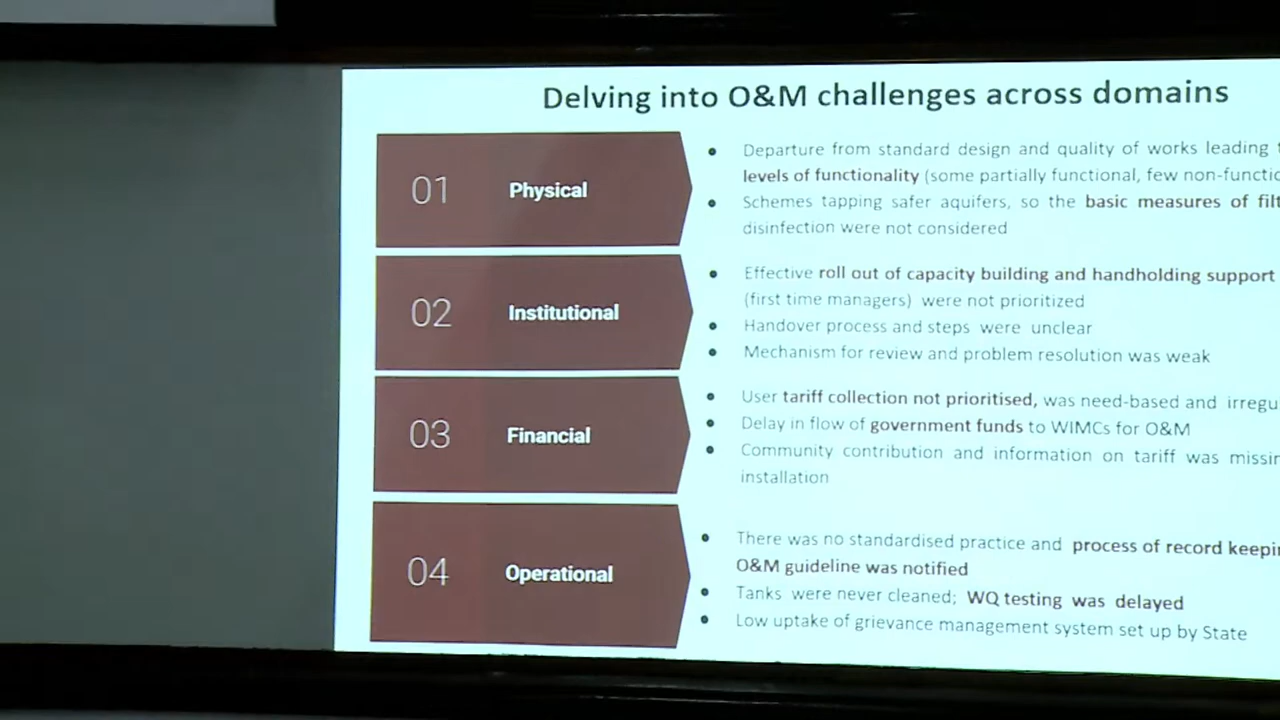 Delving into O&M challenges across domains
01 Physical
• Departure from standard design and quality of works leading
levels of functionality (some partially functional, few
• Schemes tapping safer aquifers, so the basic measures of
disinfection were not considered
02 Institutional
• Effective roll out of capacity building and handholding support
(first time managers) were not prioritized
• Handover process and steps were unclear
• Mechanism for review and problem resolution was weak
03 Financial
• User tariff collection not prioritised, was need-based and
• Delay in flow of government funds to WIMCs for O&M
• Community contribution and information on tariff was
installation
04 Operational
• There was no standardised practice and process of record
O&M guideline was notified
• Tanks were never cleaned; WQ testing was delayed
• Low uptake of grievance management system set up by State